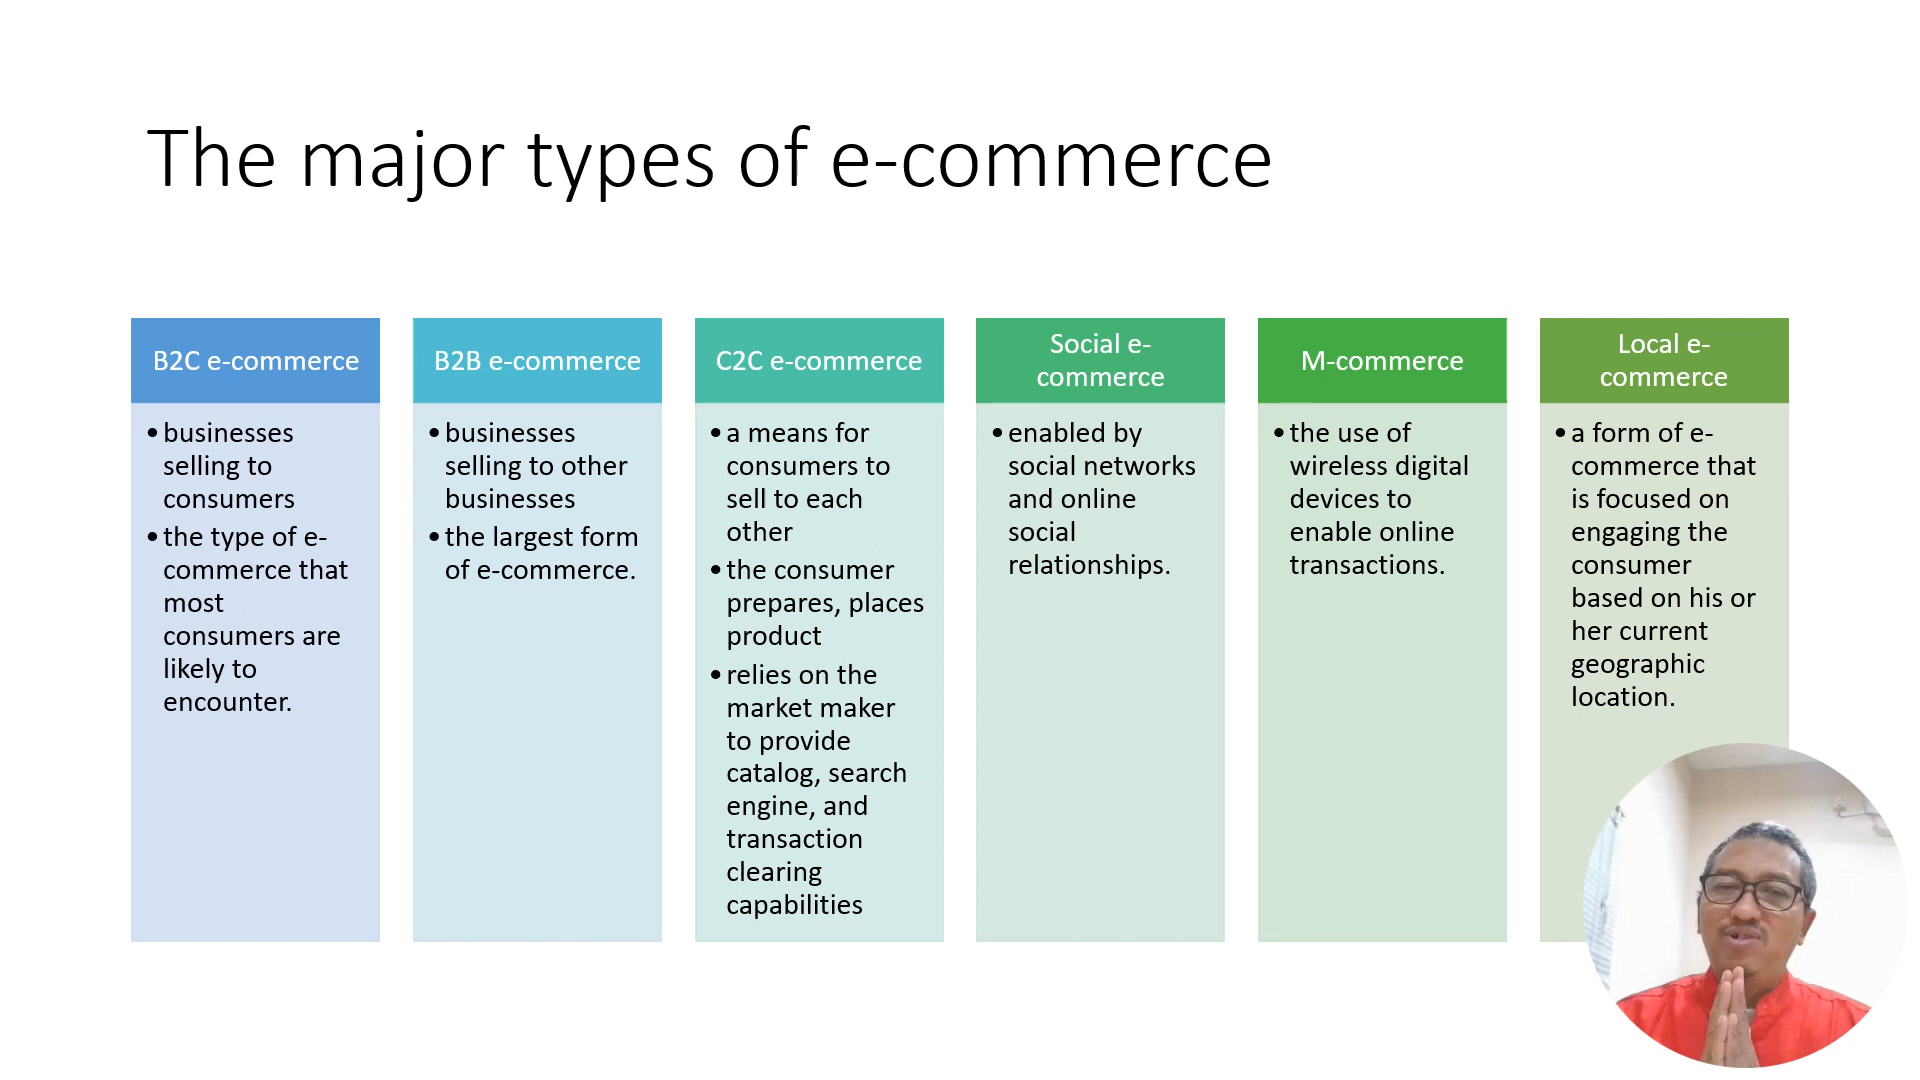 The major types of e-commerce
B2C e-commerce
• businesses
selling to
consumers
• the type of e-
commerce that
most
consumers are
likely to
encounter.
B2B e-commerce
• businesses
selling to other
businesses
• the largest form
of e-commerce.
C2C e-commerce
• a means for
consumers to
sell to each
other
• the consumer
prepares, places
product
• relies on the
market maker
to provide
catalog, search
engine, and
transaction
clearing
capabilities
Social e-
commerce
• enabled by
social networks
and online
social
relationships.
M-commerce
• the use of
wireless digital
devices to
enable online
transactions.
Local e-
commerce
• a form of e-
commerce that
is focused on
engaging the
consumer
based on his or
her current
geographic
location.